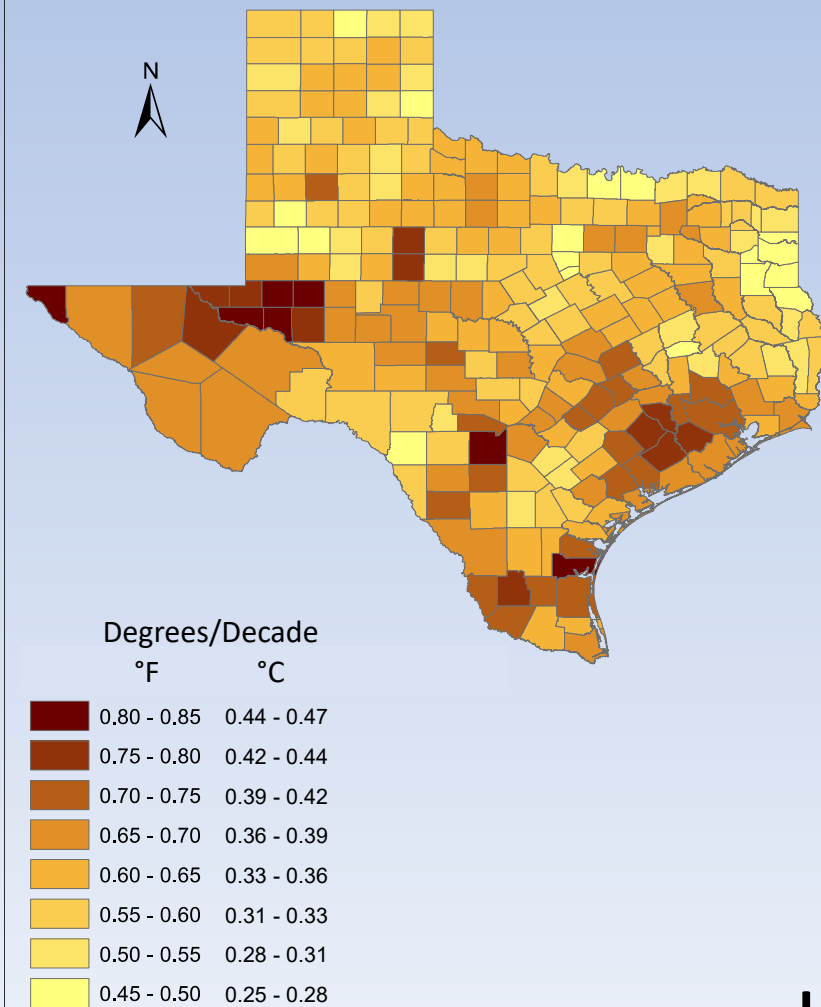 N
Degrees/Decade
°F °C
0.80 - 0.85 0.44 - 0.47
0.75 - 0.80 0.42 - 0.44
0.70 - 0.75 0.39 - 0.42
0.65 - 0.70 0.36 - 0.39
0.60 - 0.65 0.33 - 0.36
0.55 - 0.60 0.31 - 0.33
0.50 - 0.55 0.28 - 0.31
0.45 - 0.50 0.25 - 0.28